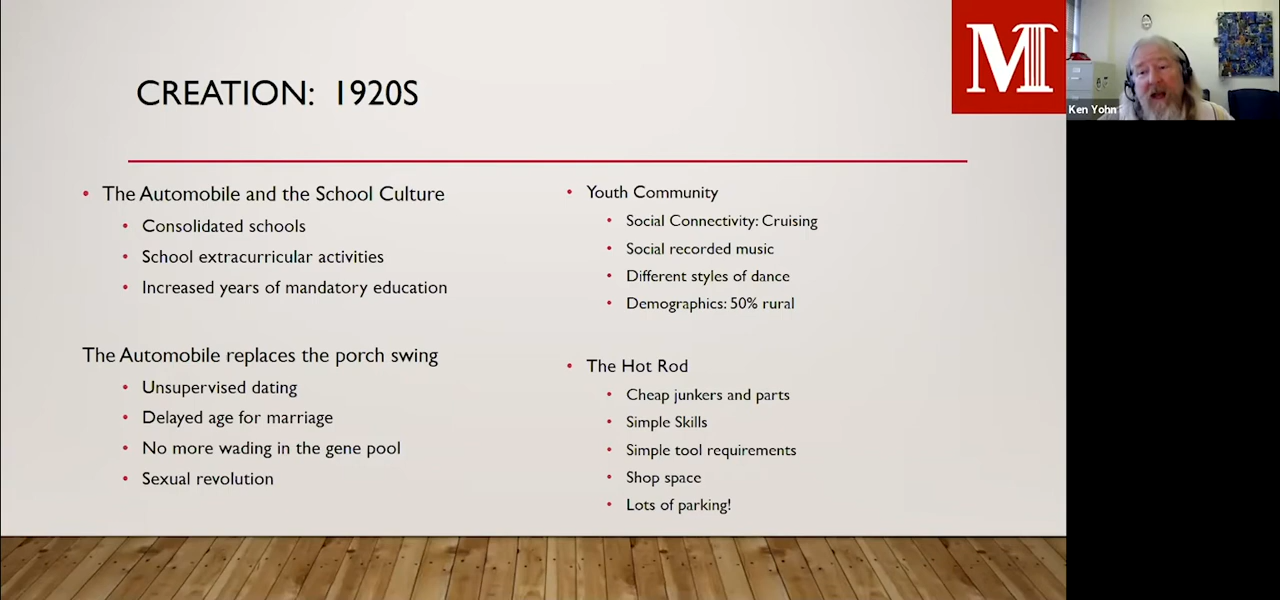 CREATION: 1920S
M
Ken Yohn
The Automobile and the School Culture
Consolidated schools
School extracurricular activities
Increased years of mandatory education
The Automobile replaces the porch swing
Unsupervised dating
Delayed age for marriage
No more wading in the gene pool
Sexual revolution
Youth Community
Social Connectivity: Cruising
Social recorded music
Different styles of dance
Demographics: 50% rural
The Hot Rod
Cheap junkers and parts
Simple Skills
Simple tool requirements
Shop space
Lots of parking!